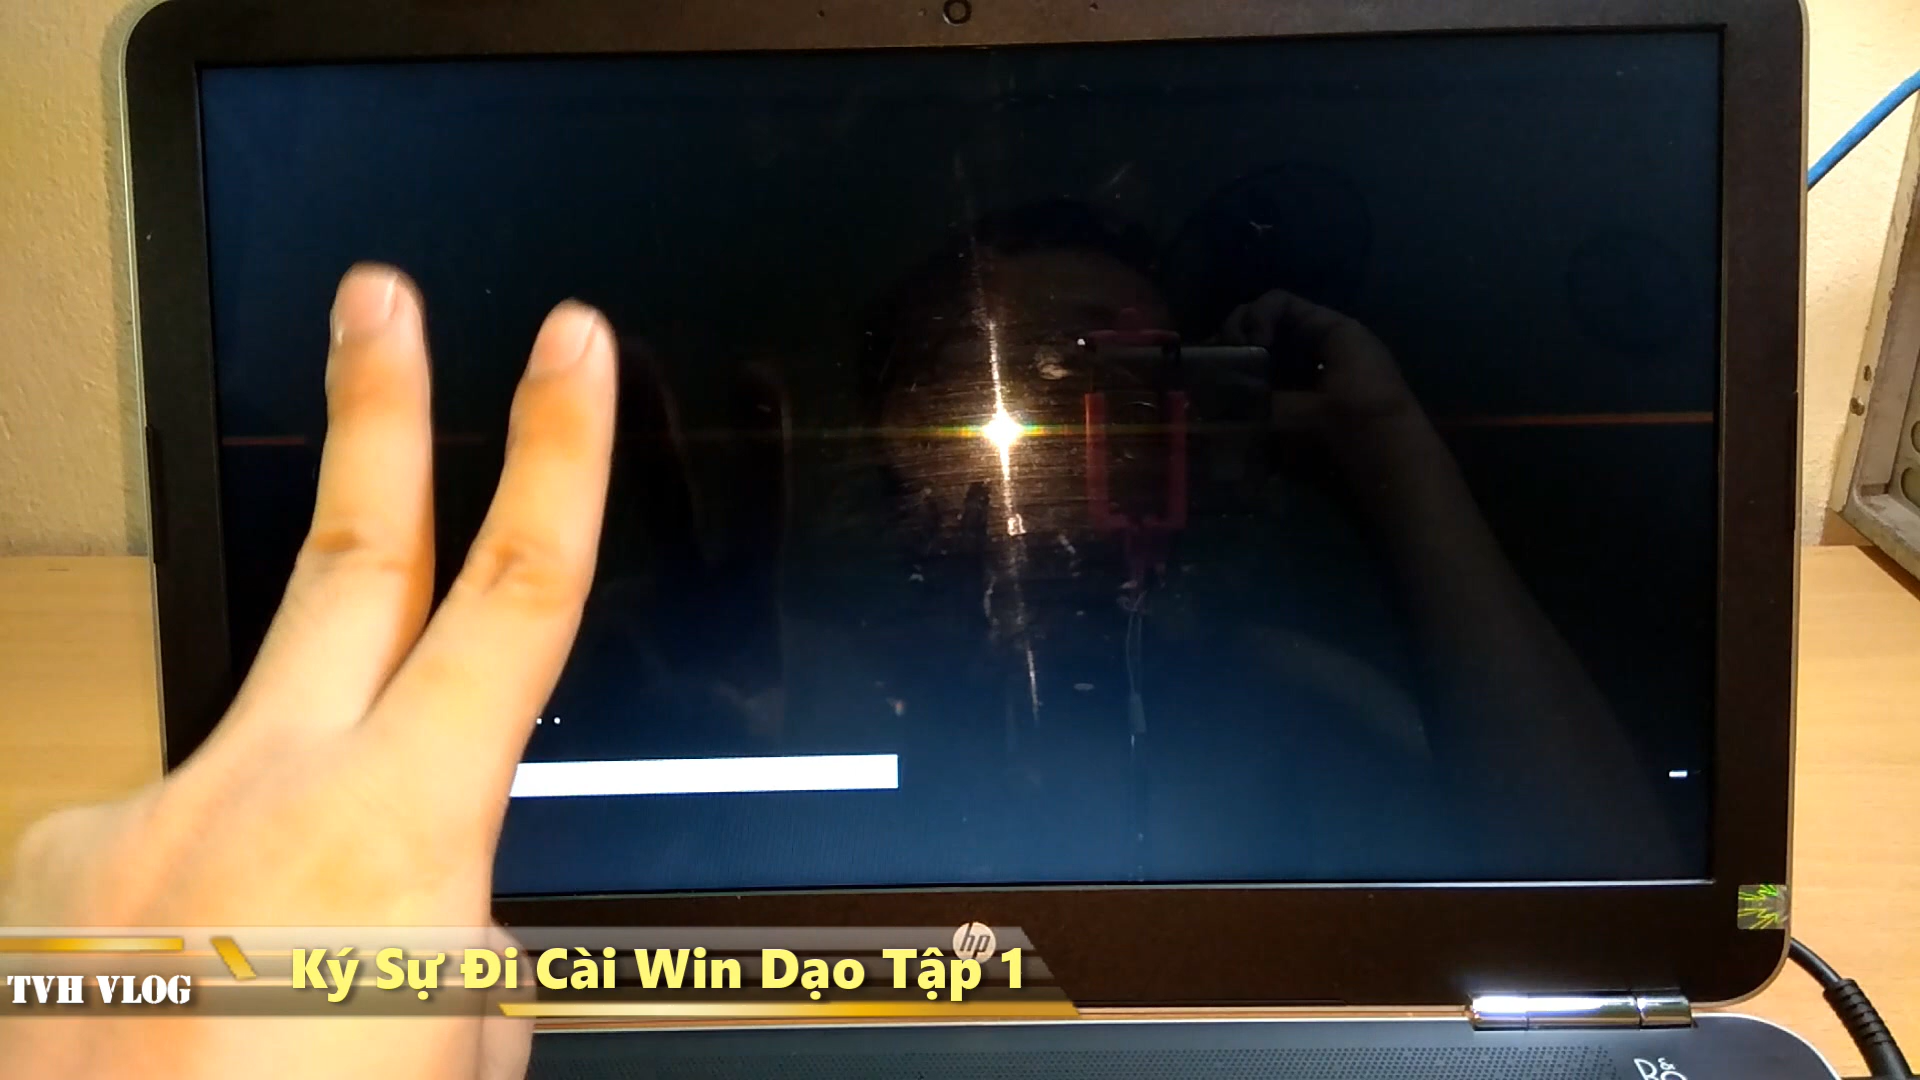 hp
Ký Sự Đi Cài Win Dạo Tập 1
TVH VLOG
B&O